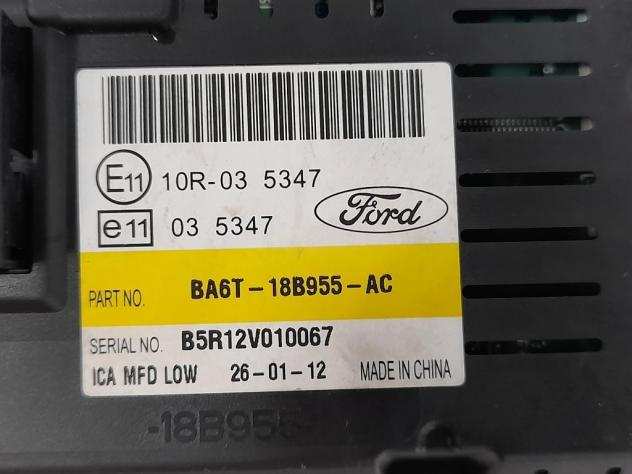 E11 10R-03 5347
e11 03 5347
Ford
PART NO. BA6T-18B955-AC
SERIAL NO. B5R12V010067
ICA MFD LOW 26-01-12 MADE IN CHINA
-18B955-